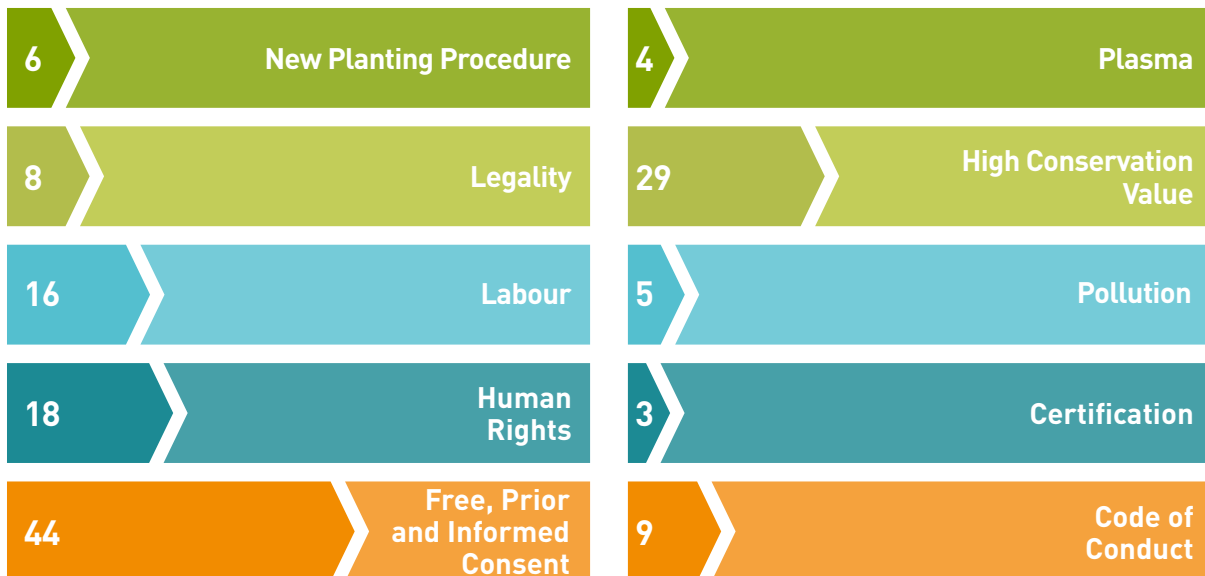 6
New Planting Procedure
4
Plasma
8
Legality
29
High Conservation
Value
16
Labour
5
Pollution
18
Human
Rights
3
Certification
44
Free, Prior
and Informed
Consent
9
Code of
Conduct